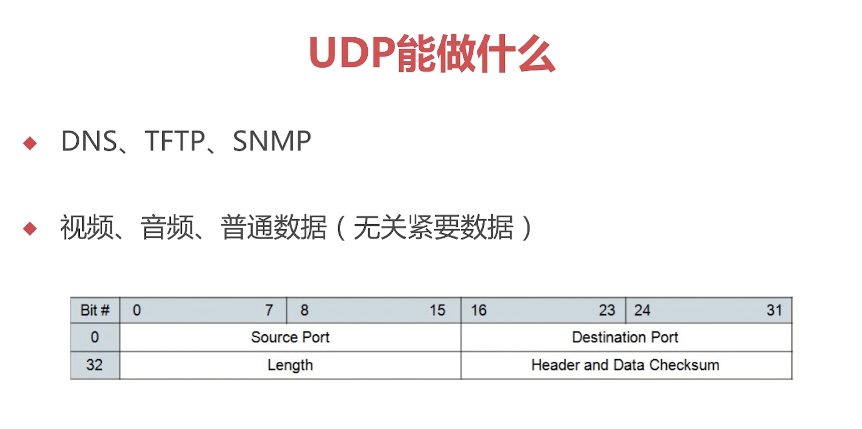 UDP能做什么
DNS、TFTP、SNMP
视频、音频、普通数据（无关紧要数据）
Bit # 0 7 8 15 16 23 24 31
0 Source Port Destination Port
32 Length Header and Data Checksum